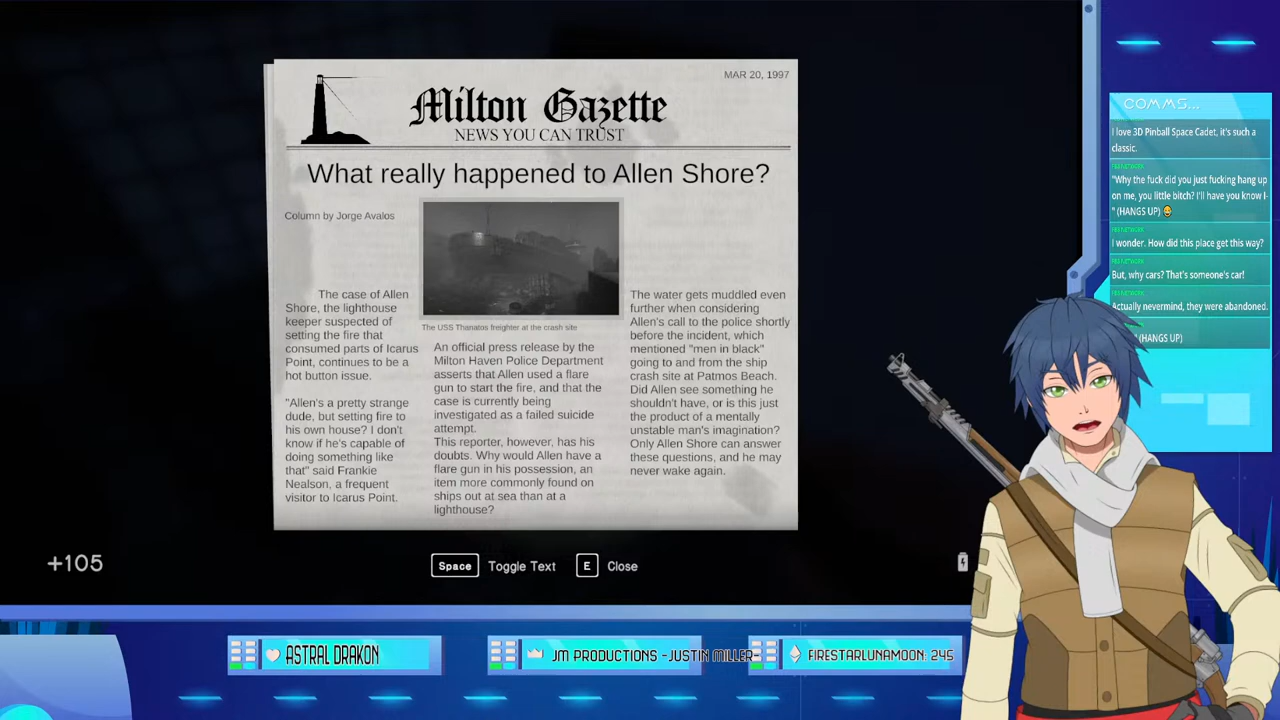 MAR 20, 1997
Milton Gazette
NEWS YOU CAN TRUST
What really happened to Allen Shore?
Column by Jorge Avalos
The case of Allen
Shore, the lighthouse
keeper suspected of
setting the fire that
consumed parts of Icarus
Point, continues to be a
hot button issue.
"Allen's a pretty strange
dude, but setting fire to
his own house? I don't
know if he's capable of
doing something like
that" said Frankie
Nealson, a frequent
visitor to Icarus Point.
The USS Thanatos freighter at the crash site
An official press release by the
Milton Haven Police Department
asserts that Allen used a flare
gun to start the fire, and that the
case is currently being
investigated as a failed suicide
attempt.
This reporter, however, has his
doubts. Why would Allen have a
flare gun in his possession, an
item more commonly found on
ships out at sea than at a
lighthouse?
The water gets muddled even
further when considering
Allen's call to the police shortly
before the incident, which
mentioned "men in black"
going to and from the ship
crash site at Patmos Beach.
Did Allen see something he
shouldn't have, or is this just
the product of a mentally
unstable man's imagination?
Only Allen Shore can answer
these questions, and he may
never wake again.
+105
Space Toggle Text E Close
COMMS...
I love 3D Pinball Space Cadet, it's such a
classic.
"Why the fuck did you just fucking hang up
on me, you little bitch? I'll have you know I-
" (HANGS UP) 😄
I wonder. How did this place get this way?
But, why cars? That's someone's car!
Actually nevermind, they were abandoned.
(HANGS UP)
ASTRAL DRAKON
JM PRODUCTIONS -JUSTIN MILLER-
FIRESTARLUNAMOON: 245